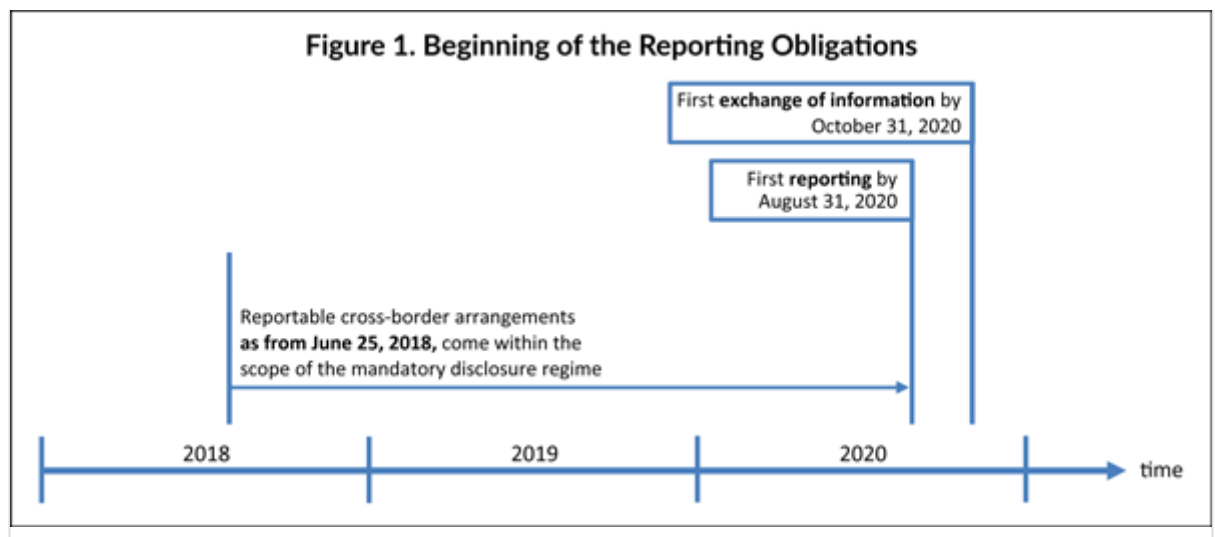 Figure 1. Beginning of the Reporting Obligations
First exchange of information by
October 31, 2020
First reporting by
August 31, 2020
Reportable cross-border arrangements
as from June 25, 2018, come within the
scope of the mandatory disclosure regime
2018
2019
2020
time